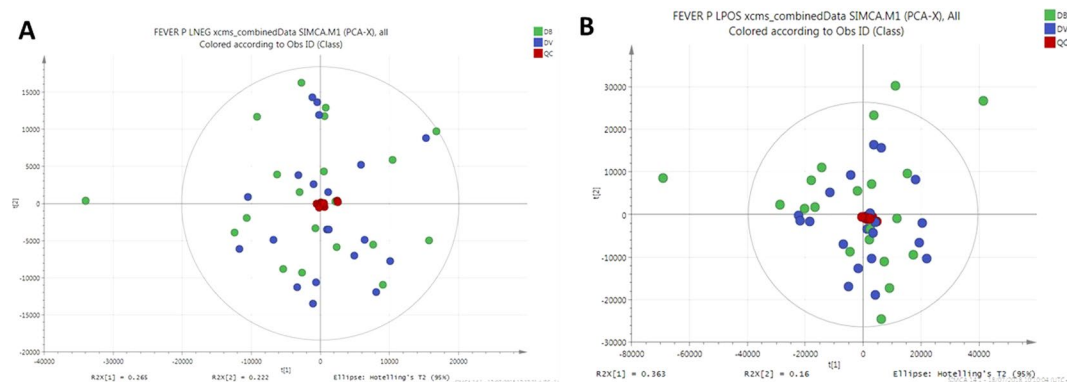 A
FEVER P LNEG xcms_combinedData SIMCA.M1 (PCA-X), all
Colored according to Obs ID (Class)
DB
DV
QC
t[2]
15000
10000
5000
0
-5000
-10000
-15000
-20000
-40000 -30000 -20000 -10000 0 10000 20000
t[1]
R2X[1] = 0.265 R2X[2] = 0.222 Ellipse: Hotelling's T2 (95%)
B
FEVER P LPOS xcms_combinedData SIMCA.M1 (PCA-X), All
Colored according to Obs ID (Class)
DB
DV
QC
t[2]
30000
20000
10000
0
-10000
-20000
-30000
-80000 -60000 -40000 -20000 0 20000 40000
t[1]
R2X[1] = 0.363 R2X[2] = 0.16 Ellipse: Hotelling's T2 (95%)